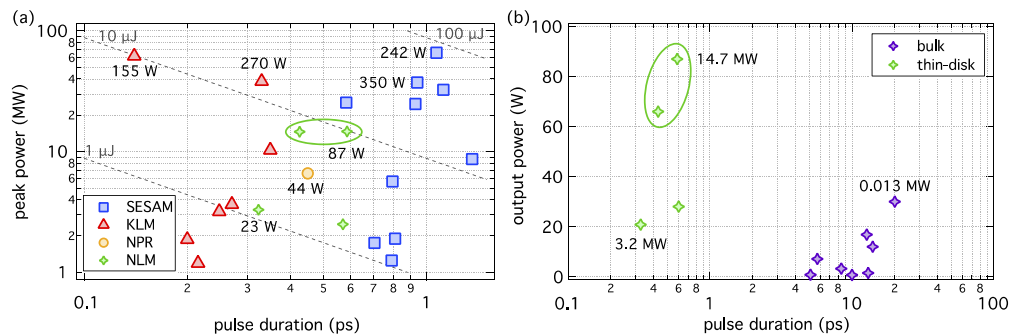 (a)
100
8
6
4
2
10
8
6
4
2
1
peak power (MW)
10 µJ
100 µJ
1 µJ
155 W
270 W
242 W
350 W
87 W
44 W
23 W
SESAM
KLM
NPR
NLM
0.1
2
3
4
5
6
7
8
9
1
pulse duration (ps)
(b)
100
80
60
40
20
0
output power (W)
bulk
thin-disk
14.7 MW
0.013 MW
3.2 MW
0.1
2
4
6
1
2
4
6
10
2
4
6
100
pulse duration (ps)